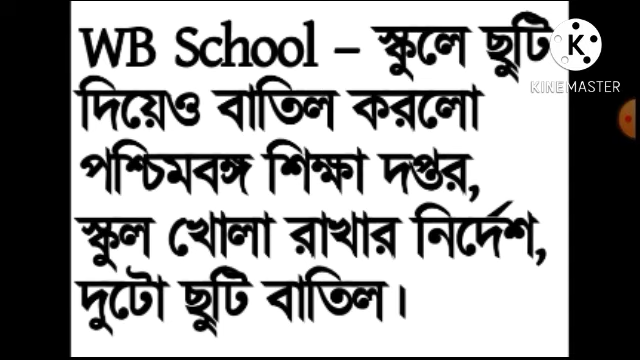 WB School – স্কুলে ছুটি
দিয়েও বাতিল করলো
পশ্চিমবঙ্গ শিক্ষা দপ্তর,
স্কুল খোলা রাখার নির্দেশ,
দুটো ছুটি বাতিল।
K
KINEMASTER